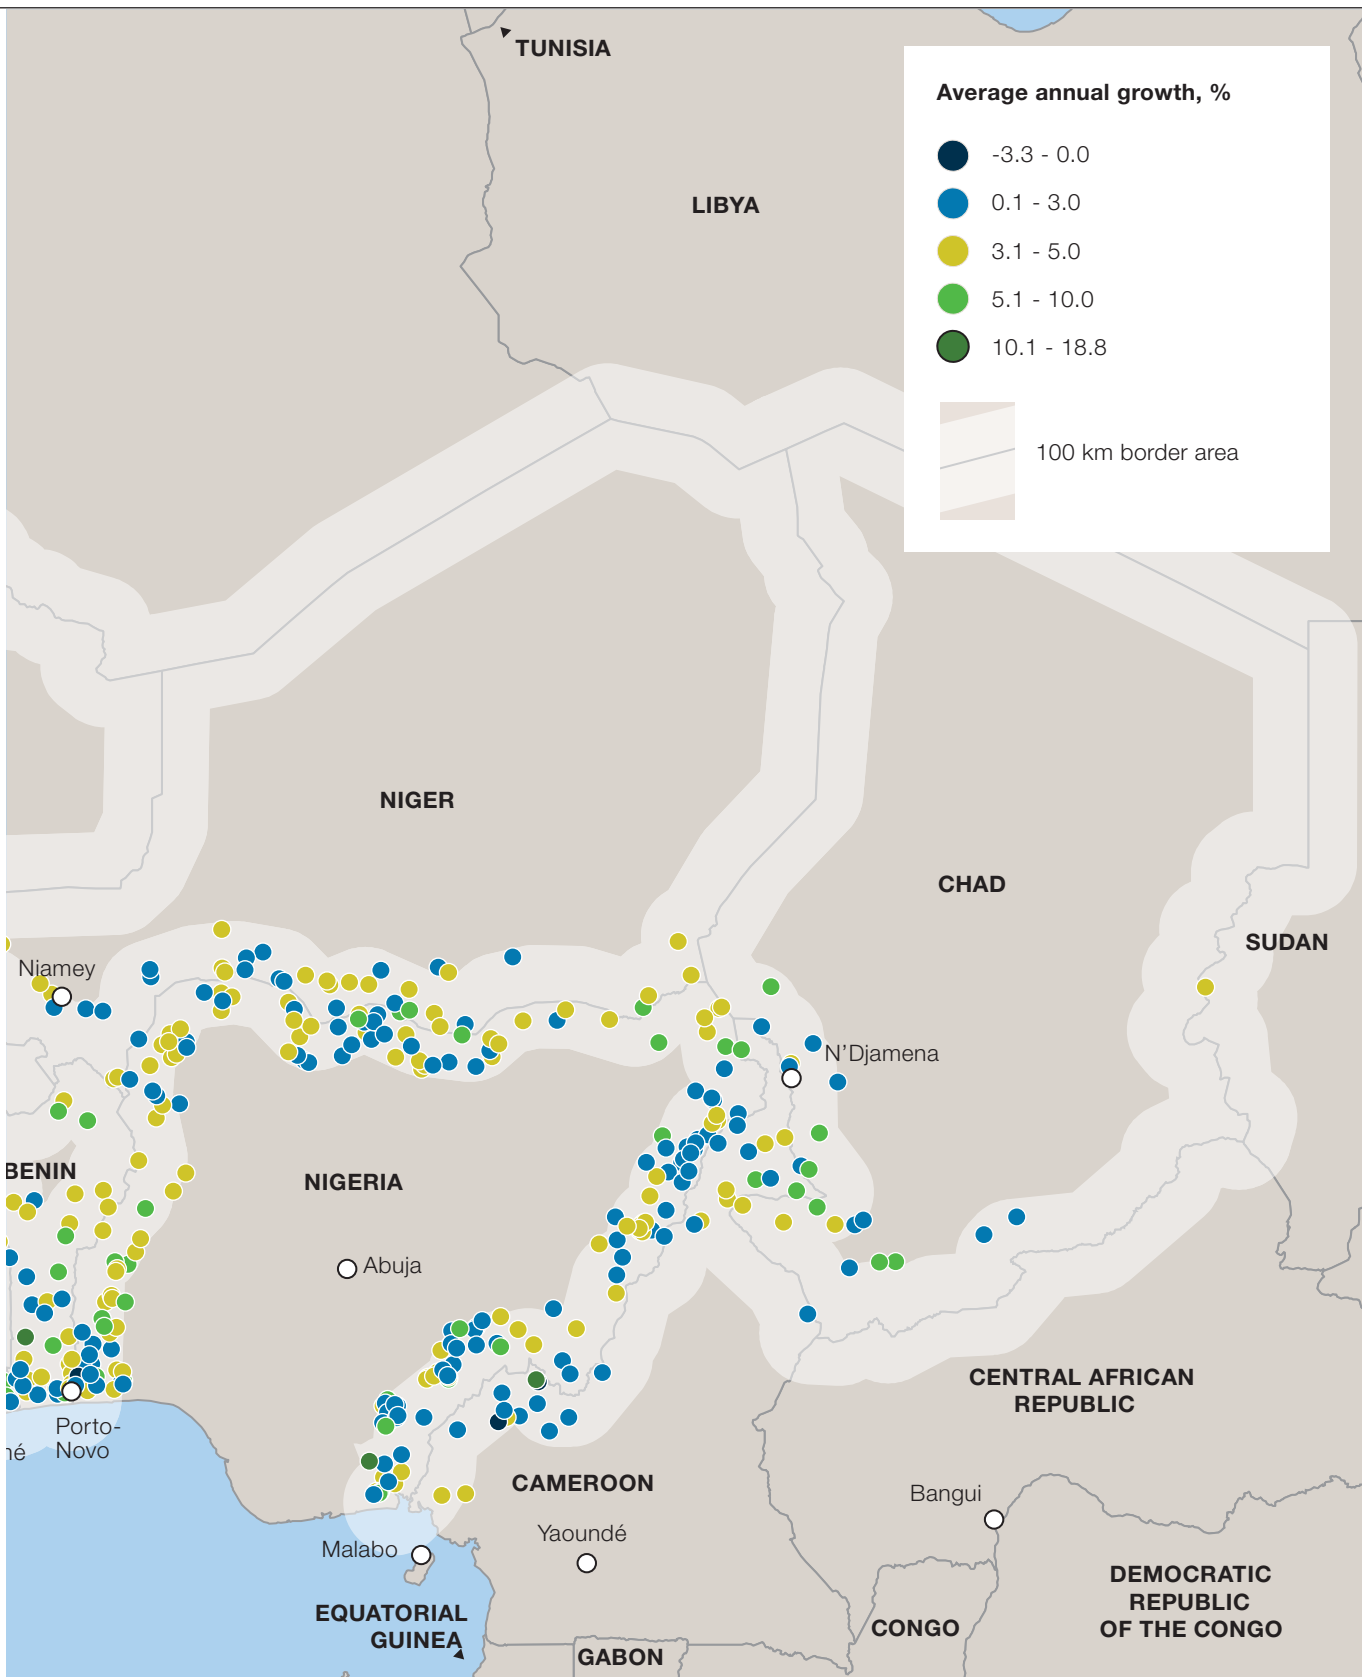 TUNISIA
Average annual growth, %
-3.3 - 0.0
0.1 - 3.0
3.1 - 5.0
5.1 - 10.0
10.1 - 18.8
100 km border area
LIBYA
NIGER
CHAD
SUDAN
Niamey
N'Djamena
BENIN
NIGERIA
Abuja
CENTRAL AFRICAN
REPUBLIC
Porto-
Novo
né
CAMEROON
Bangui
Yaoundé
Malabo
DEMOCRATIC
REPUBLIC
OF THE CONGO
EQUATORIAL
GUINEA
CONGO
GABON